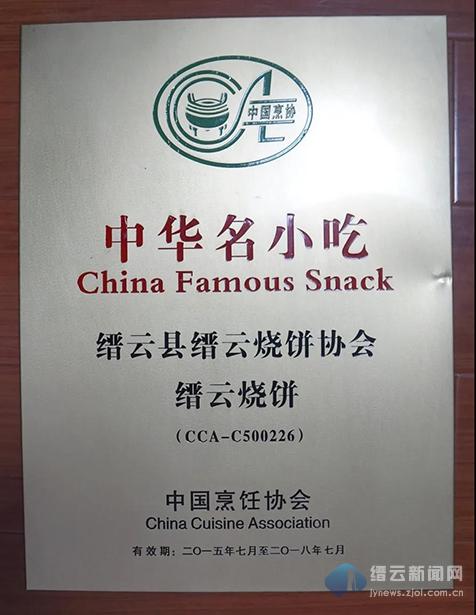 中国烹协
中华名小吃
China Famous Snack
缙云县缙云烧饼协会
缙云烧饼
(CCA-C500226)
中国烹饪协会
China Cuisine Association
有效期：二〇一五年七月至二〇一八年七月
缙云新闻网
jynews.zjol.com.cn